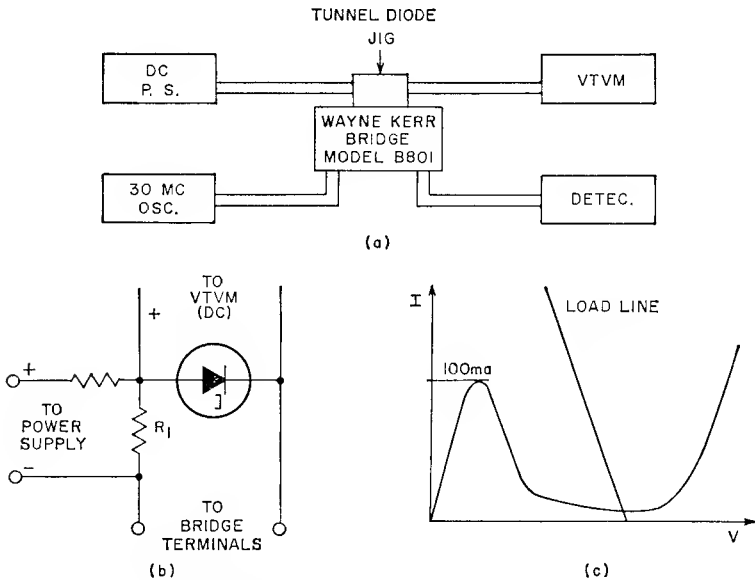 TUNNEL DIODE
JIG
DC
P. S.
VTVM
WAYNE KERR
BRIDGE
MODEL B801
30 MC
OSC.
DETEC.
(a)
TO
VTVM
(DC)
+
+
TO
POWER
SUPPLY
R1
-
TO
BRIDGE
TERMINALS
(b)
I
LOAD LINE
100ma
V
(c)